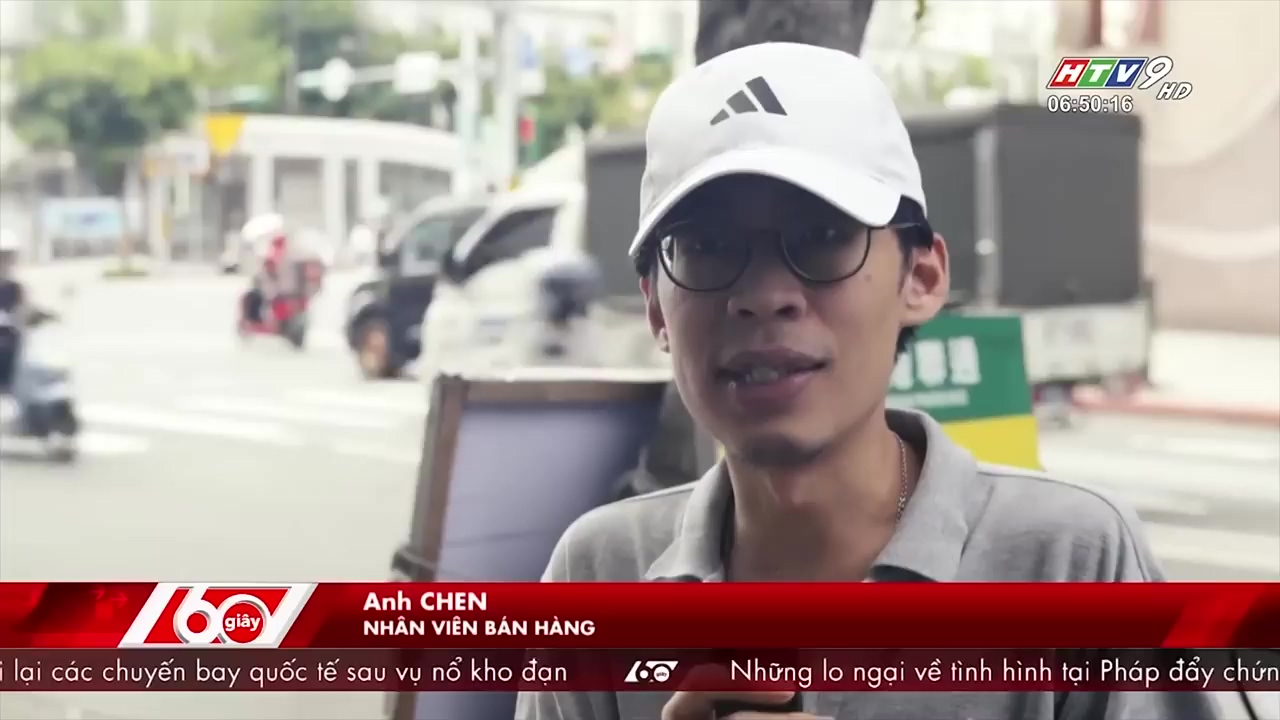 HTV9 HD
06:50:16
Anh CHEN
60 giây
NHÂN VIÊN BÁN HÀNG
i lại các chuyến bay quốc tế sau vụ nổ kho đạn 60 giây Những lo ngại về tình hình tại Pháp đẩy chứn